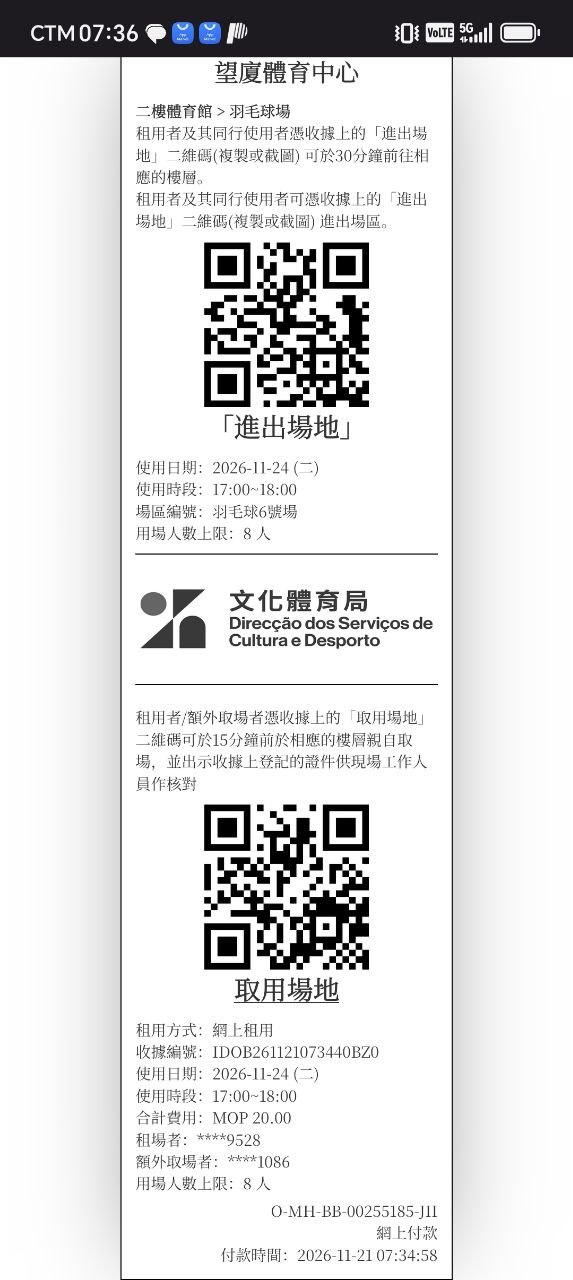 CTM 07:36
VoLTE 5G
望廈體育中心
二樓體育館 > 羽毛球場
租用者及其同行使用者憑收據上的「進出場
地」二維碼(複製或截圖) 可於30分鐘前往相
應的樓層。
租用者及其同行使用者可憑收據上的「進出
場地」二維碼(複製或截圖) 進出場區。
「進出場地」
使用日期：2026-11-24 (二)
使用時段：17:00~18:00
場區編號：羽毛球6號場
用場人數上限：8 人
文化體育局
Direcção dos Serviços de
Cultura e Desporto
租用者/額外取場者憑收據上的「取用場地」
二維碼可於15分鐘前於相應的樓層親自取
場，並出示收據上登記的證件供現場工作人
員作核對
取用場地
租用方式：網上租用
收據編號：IDOB261121073440BZ0
使用日期：2026-11-24 (二)
使用時段：17:00~18:00
合計費用：MOP 20.00
租場者：****9528
額外取場者：****1086
用場人數上限：8 人
O-MH-BB-00255185-JII
網上付款
付款時間：2026-11-21 07:34:58